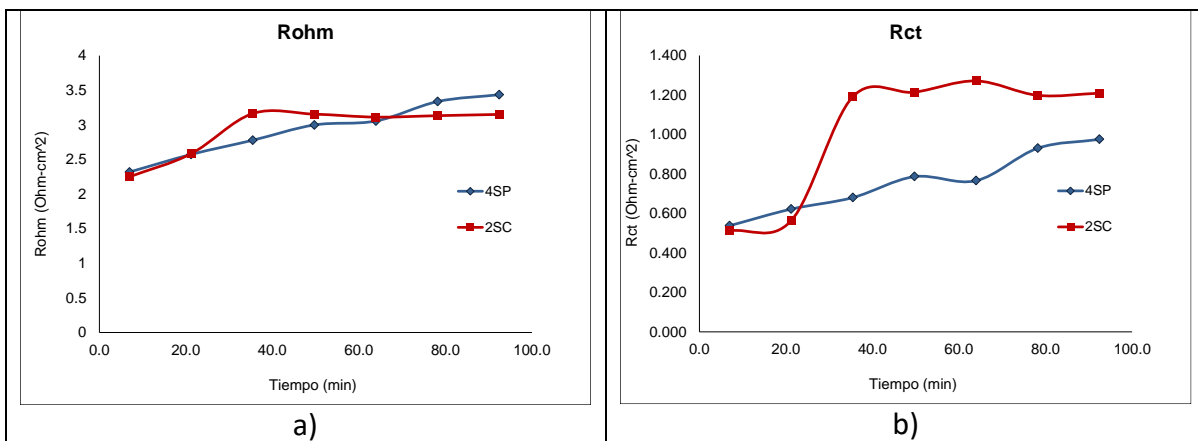 Rohm
4
3.5
3
2.5
2
1.5
1
0.5
0
0.0 20.0 40.0 60.0 80.0 100.0
Rohm (Ohm-cm^2)
Tiempo (min)
4SP
2SC
a)
Rct
1.400
1.200
1.000
0.800
0.600
0.400
0.200
0.000
0.0 20.0 40.0 60.0 80.0 100.0
Rct (Ohm-cm^2)
Tiempo (min)
4SP
2SC
b)